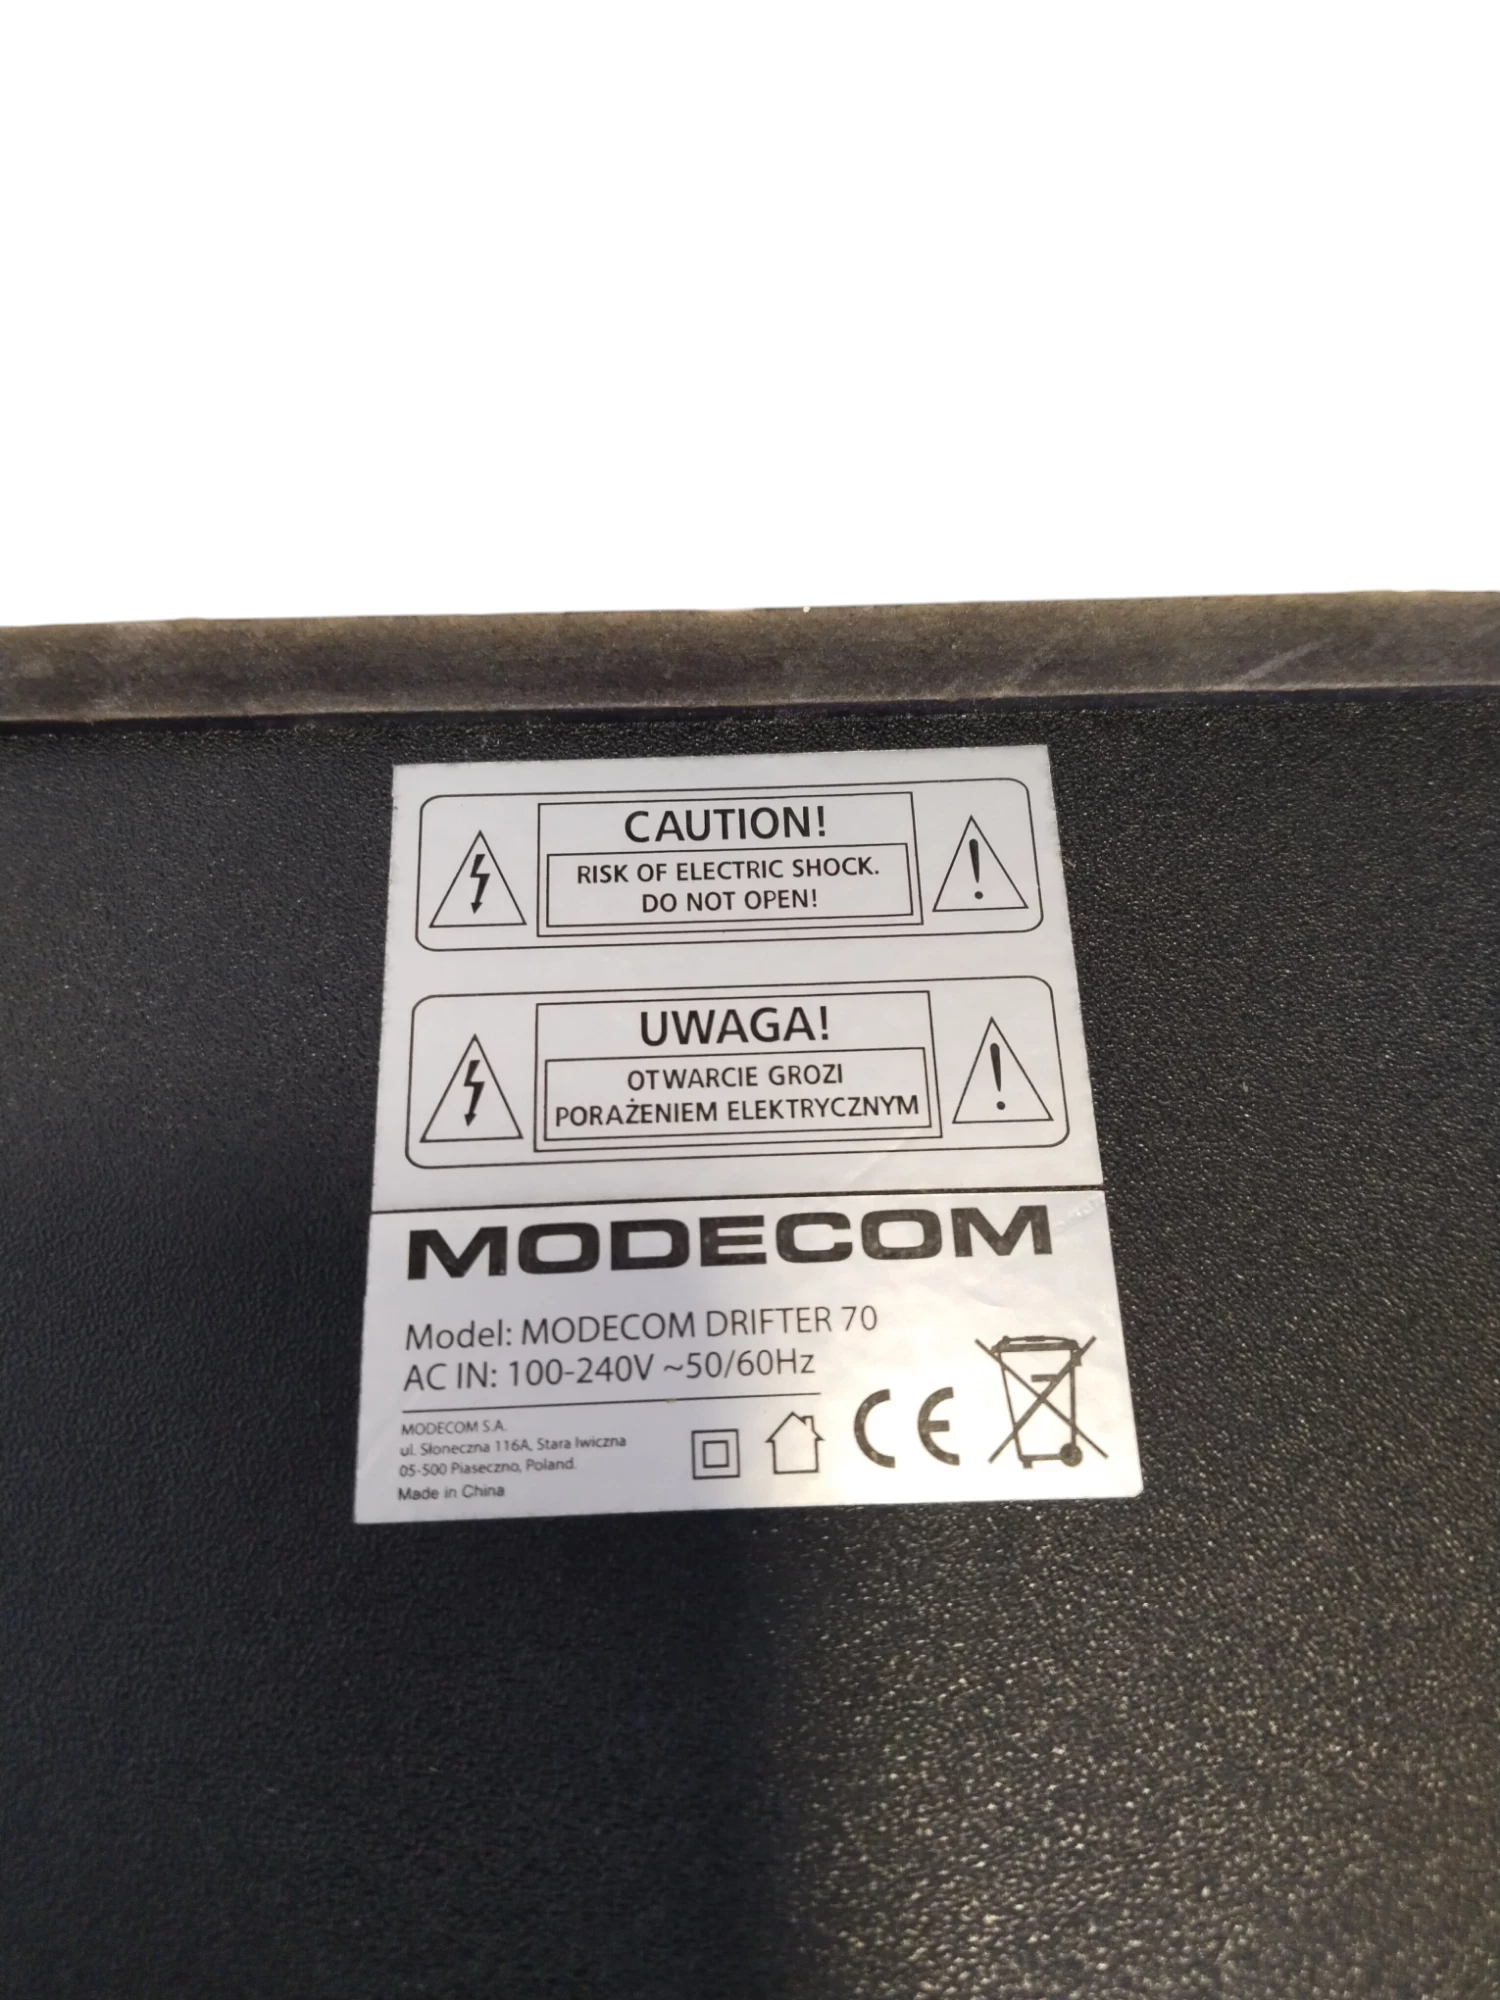 CAUTION!
RISK OF ELECTRIC SHOCK.
DO NOT OPEN!
UWAGA!
OTWARCIE GROZI
PORAŻENIEM ELEKTRYCZNYM
MODECOM
Model: MODECOM DRIFTER 70
AC IN: 100-240V ~50/60Hz
MODECOM S.A.
ul. Słoneczna 116A, Stara Iwiczna
05-500 Piaseczno, Poland.
Made in China
CE